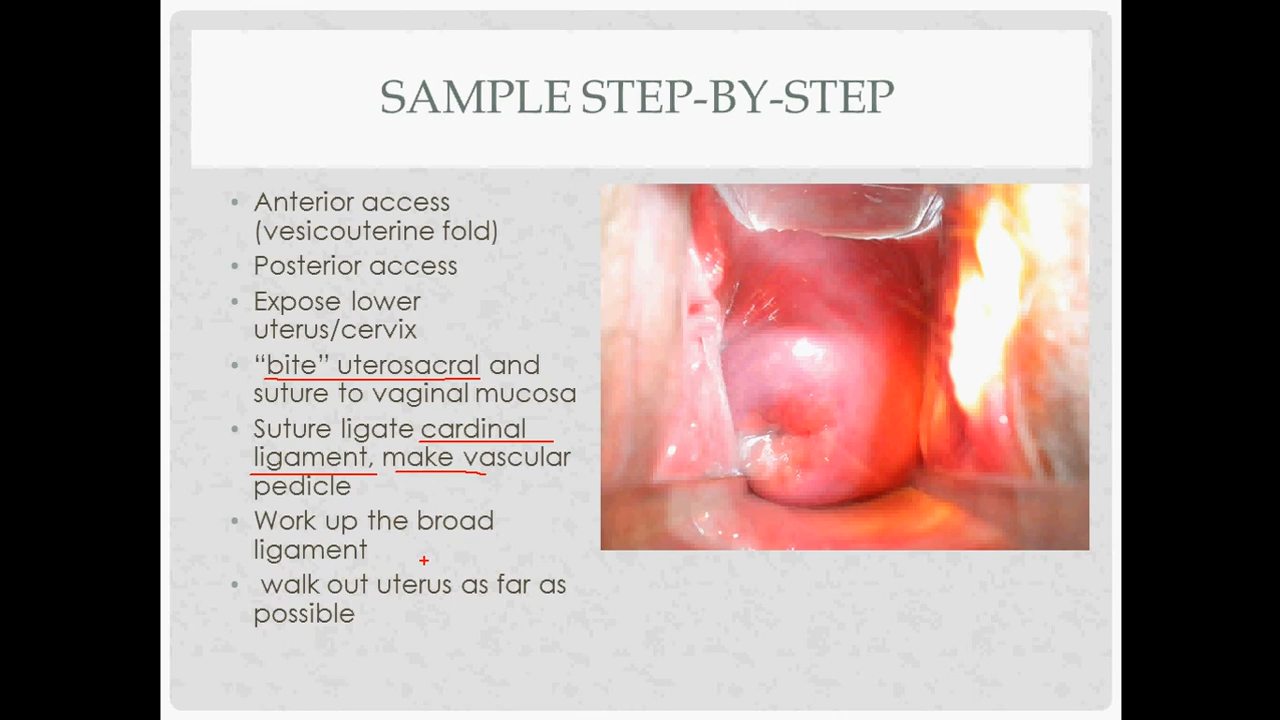 SAMPLE STEP-BY-STEP
• Anterior access
(vesicouterine fold)
• Posterior access
• Expose lower
uterus/cervix
• “bite” uterosacral and
suture to vaginal mucosa
• Suture ligate cardinal
ligament, make vascular
pedicle
• Work up the broad
ligament
• walk out uterus as far as
possible